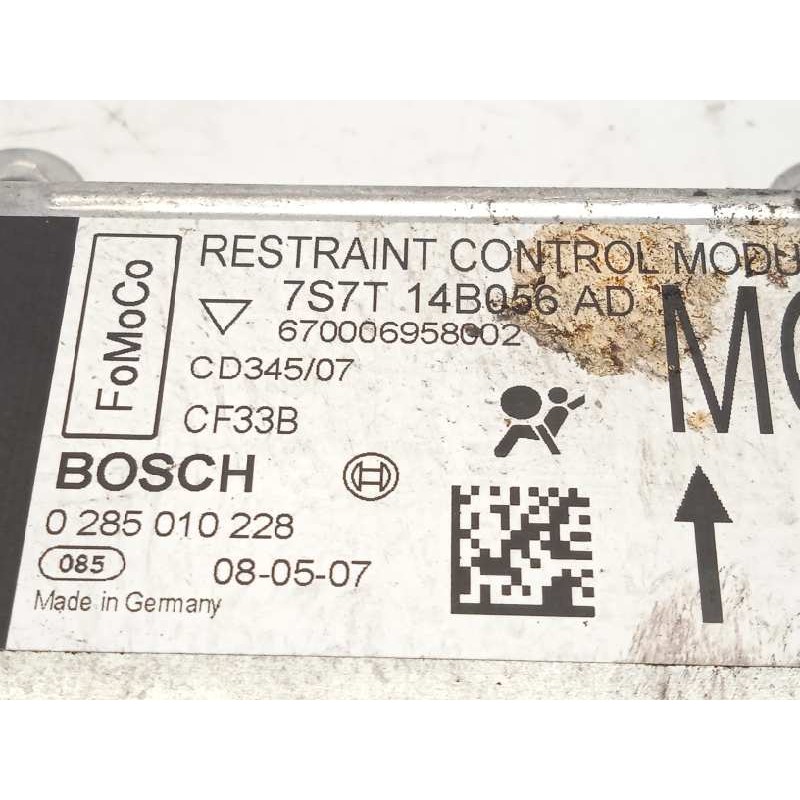 FoMoCo
RESTRAINT CONTROL MODU
7S7T 14B056 AD
670006958002
CD345/07
CF33B
BOSCH
0 285 010 228
085
08-05-07
Made in Germany